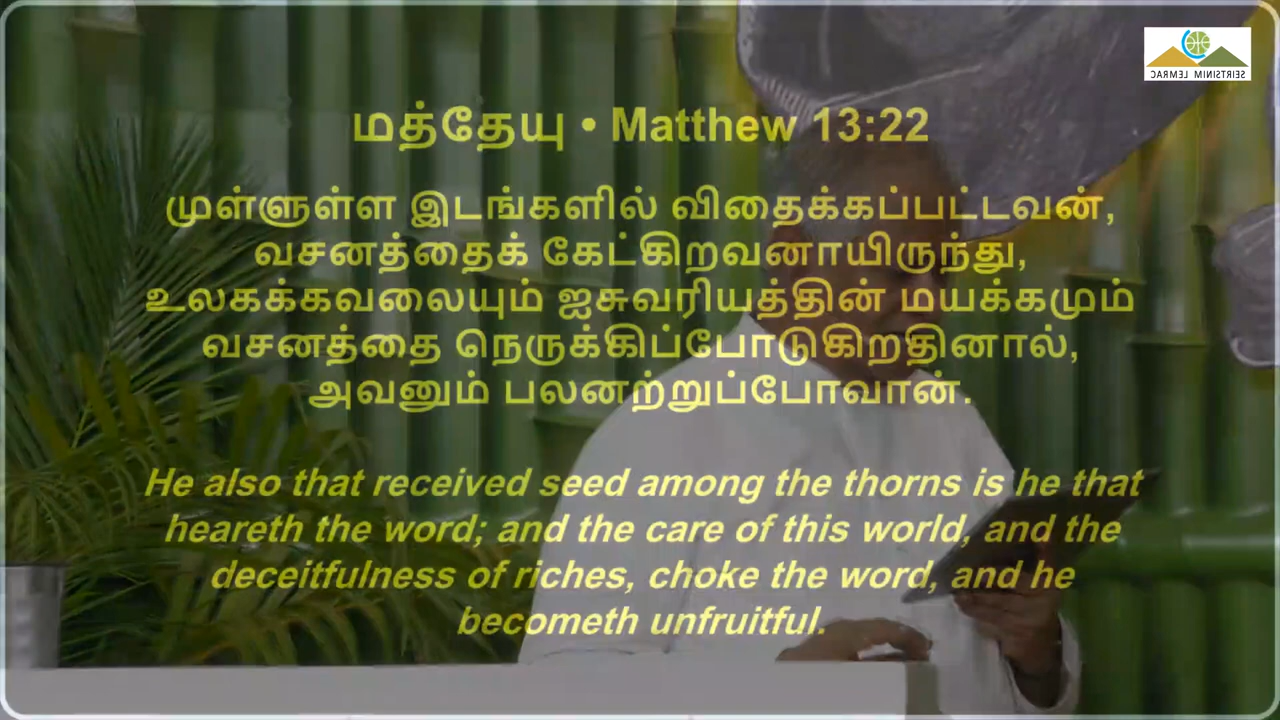 CARMEL MINISTRIES
மத்தேயு • Matthew 13:22
முள்ளுள்ள இடங்களில் விதைக்கப்பட்டவன்,
வசனத்தைக் கேட்கிறவனாயிருந்து,
உலகக்கவலையும் ஐசுவரியத்தின் மயக்கமும்
வசனத்தை நெருக்கிப்போடுகிறதினால்,
அவனும் பலனற்றுப்போவான்.
He also that received seed among the thorns is he that
heareth the word; and the care of this world, and the
deceitfulness of riches, choke the word, and he
becometh unfruitful.